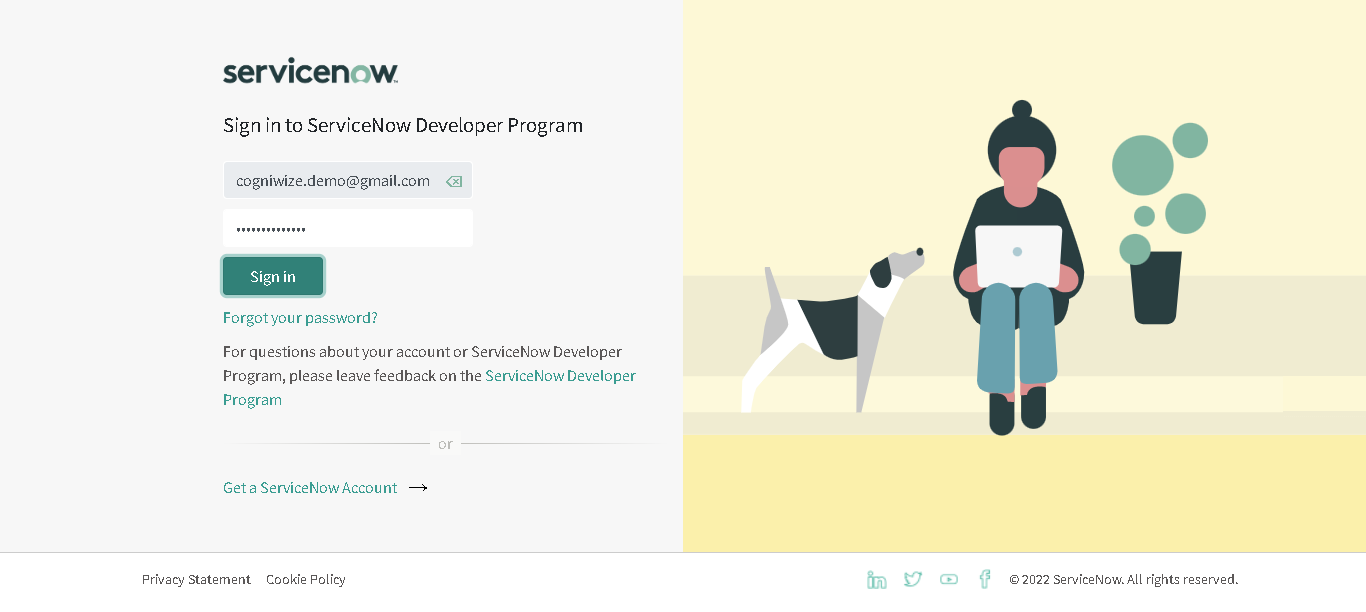 servicenow
Sign in to ServiceNow Developer Program
cogniwize.demo@gmail.com
••••••••••••••
Sign in
Forgot your password?
For questions about your account or ServiceNow Developer
Program, please leave feedback on the ServiceNow Developer
Program
or
Get a ServiceNow Account
Privacy Statement Cookie Policy
© 2022 ServiceNow. All rights reserved.